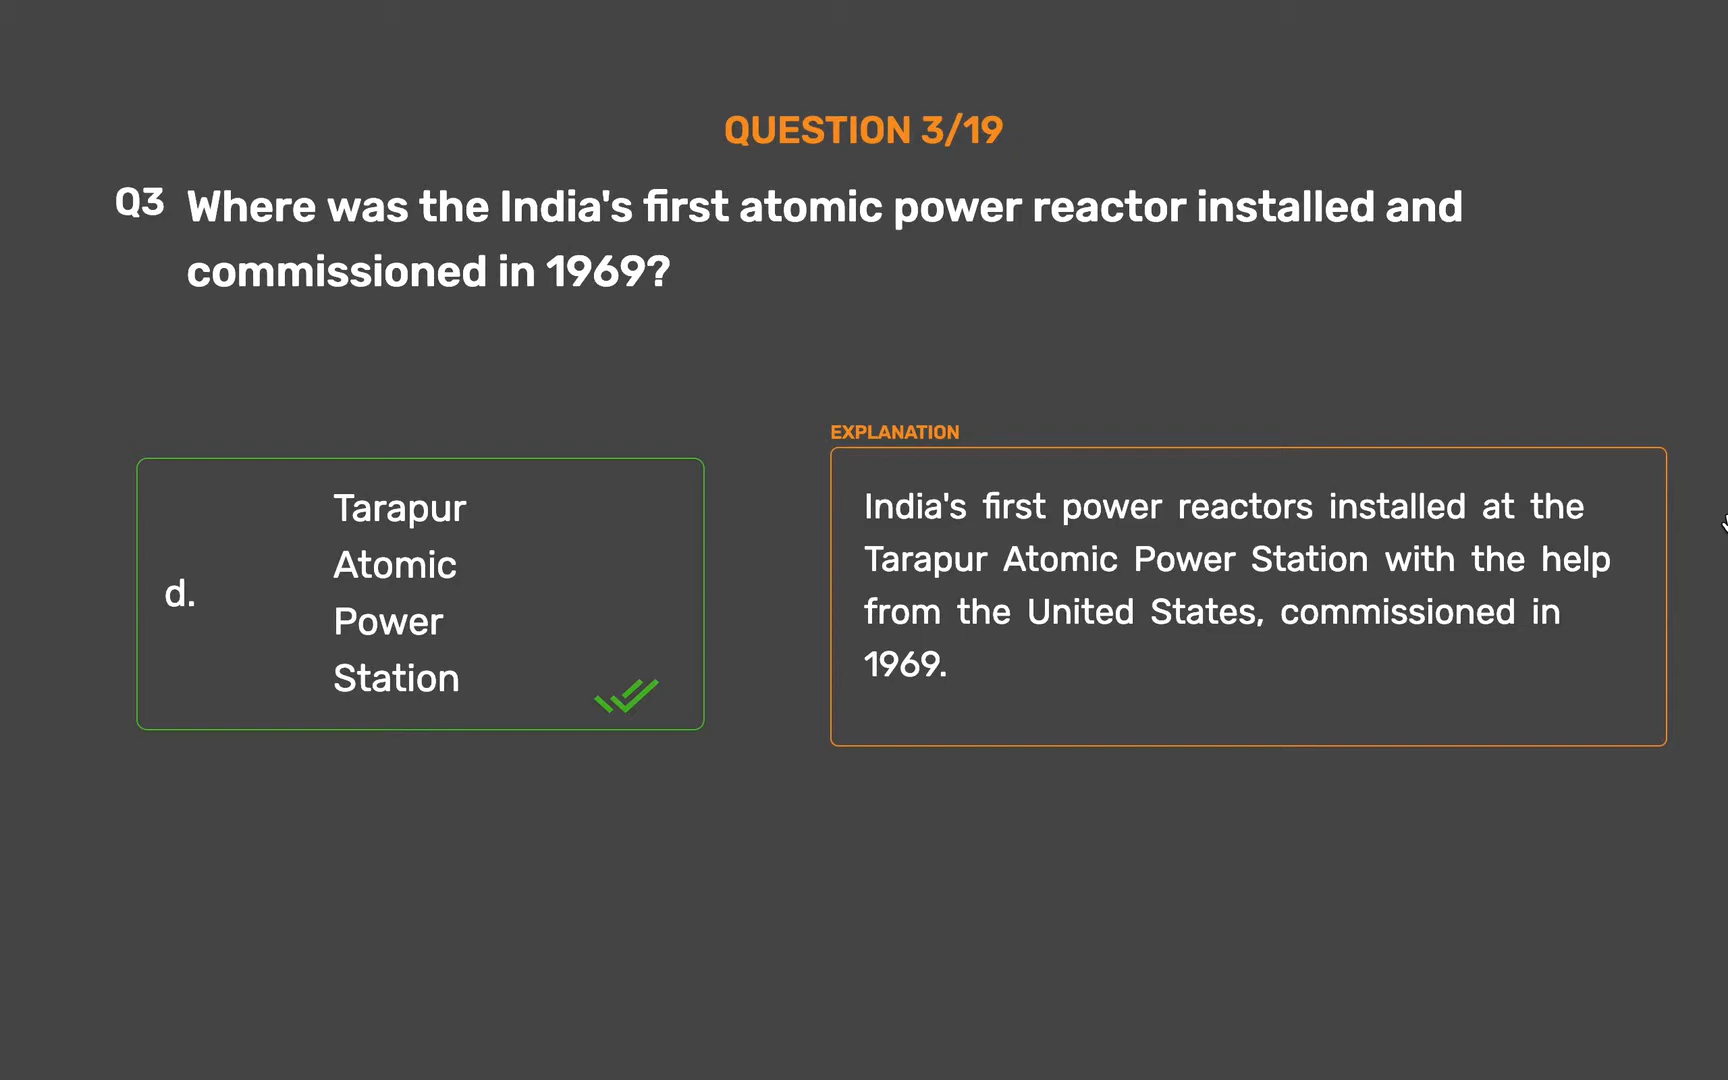 QUESTION 3/19
Q3 Where was the India's first atomic power reactor installed and
commissioned in 1969?
d.
Tarapur
Atomic
Power
Station
EXPLANATION
India's first power reactors installed at the
Tarapur Atomic Power Station with the help
from the United States, commissioned in
1969.